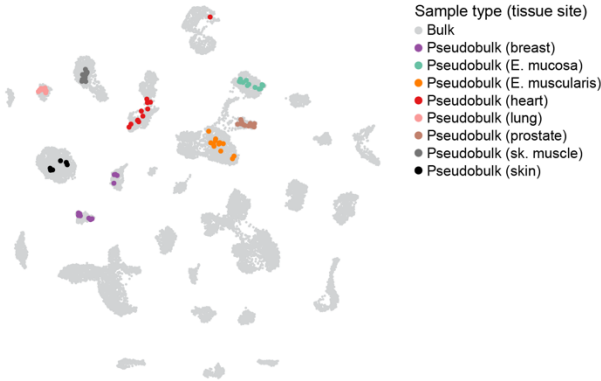 Sample type (tissue site)
Bulk
Pseudobulk (breast)
Pseudobulk (E. mucosa)
Pseudobulk (E. muscularis)
Pseudobulk (heart)
Pseudobulk (lung)
Pseudobulk (prostate)
Pseudobulk (sk. muscle)
Pseudobulk (skin)